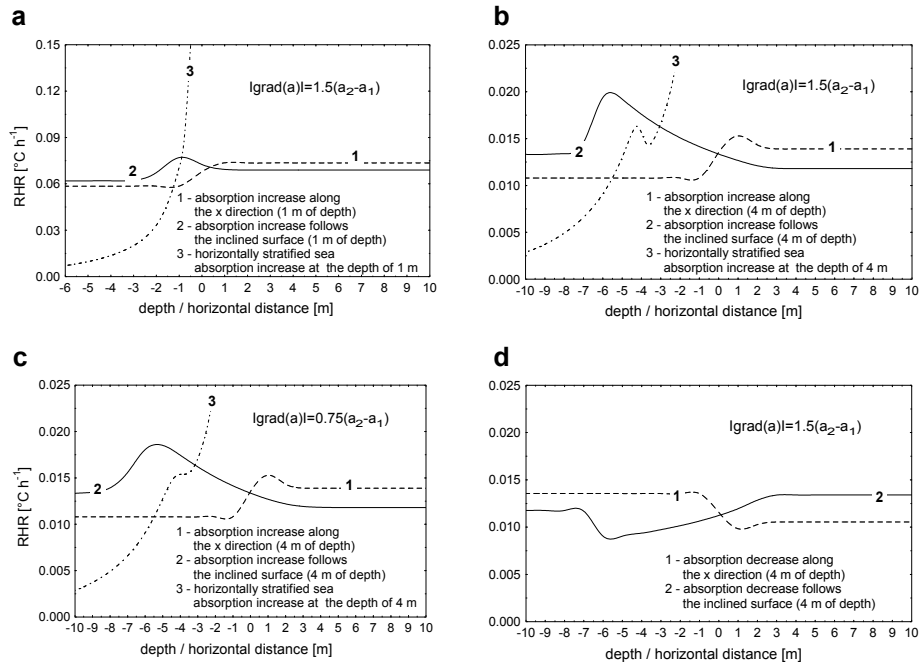 a
0.15
0.12
0.09
0.06
0.03
0.00
RHR [°C h-1]
3
|grad(a)|=1.5(a2-a1)
2
1
1 - absorption increase along
the x direction (1 m of depth)
2 - absorption increase follows
the inclined surface (1 m of depth)
3 - horizontally stratified sea
absorption increase at the depth of 1 m
-6 -5 -4 -3 -2 -1 0 1 2 3 4 5 6 7 8 9 10
depth / horizontal distance [m]
b
0.025
0.020
0.015
0.010
0.005
0.000
3
|grad(a)|=1.5(a2-a1)
2
1
1 - absorption increase along
the x direction (4 m of depth)
2 - absorption increase follows
the inclined surface (4 m of depth)
3 - horizontally stratified sea
absorption increase at the depth of 4 m
-10 -9 -8 -7 -6 -5 -4 -3 -2 -1 0 1 2 3 4 5 6 7 8 9 10
depth / horizontal distance [m]
c
0.025
0.020
0.015
0.010
0.005
0.000
RHR [°C h-1]
3
|grad(a)|=0.75(a2-a1)
2
1
1 - absorption increase along
the x direction (4 m of depth)
2 - absorption increase follows
the inclined surface (4 m of depth)
3 - horizontally stratified sea
absorption increase at the depth of 4 m
-10 -9 -8 -7 -6 -5 -4 -3 -2 -1 0 1 2 3 4 5 6 7 8 9 10
depth / horizontal distance [m]
d
0.025
0.020
0.015
0.010
0.005
0.000
|grad(a)|=1.5(a2-a1)
1
2
1 - absorption decrease along
the x direction (4 m of depth)
2 - absorption decrease follows
the inclined surface (4 m of depth)
-10 -9 -8 -7 -6 -5 -4 -3 -2 -1 0 1 2 3 4 5 6 7 8 9 10
depth / horizontal distance [m]